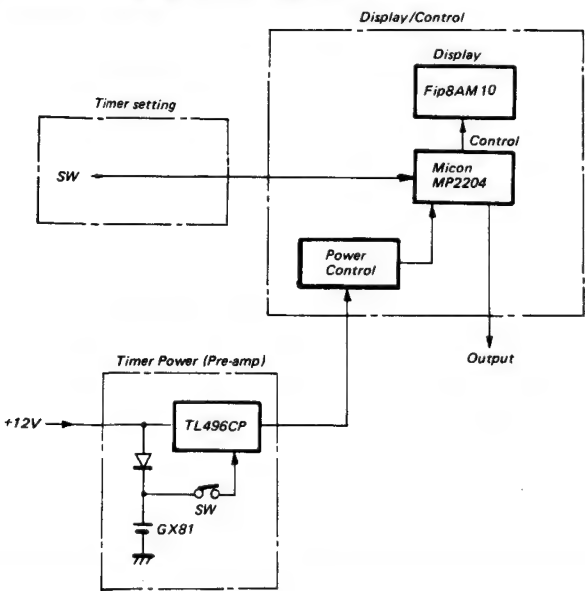 Display/Control
Display
Fip8AM10
Timer setting
Control
SW
Micon
MP2204
Power
Control
Output
Timer Power (Pre-amp)
+12V
TL496CP
SW
GX81